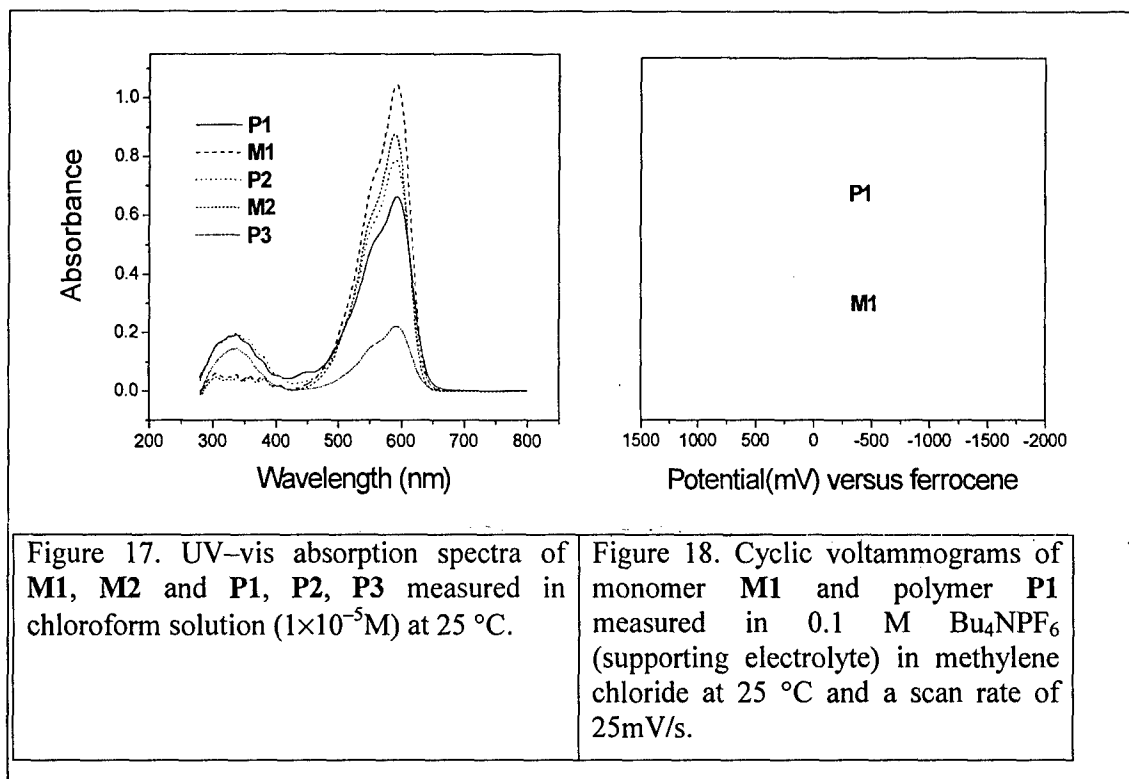 1.0
0.8
0.6
0.4
0.2
0.0
Absorbance
P1
M1
P2
M2
P3
200 300 400 500 600 700 800
Wavelength (nm)
P1
M1
1500 1000 500 0 -500 -1000 -1500 -2000
Potential(mV) versus ferrocene
Figure 17. UV–vis absorption spectra of
M1, M2 and P1, P2, P3 measured in
chloroform solution (1×10⁻⁵M) at 25 °C.
Figure 18. Cyclic voltammograms of
monomer M1 and polymer P1
measured in 0.1 M Bu₄NPF₆
(supporting electrolyte) in methylene
chloride at 25 °C and a scan rate of
25mV/s.